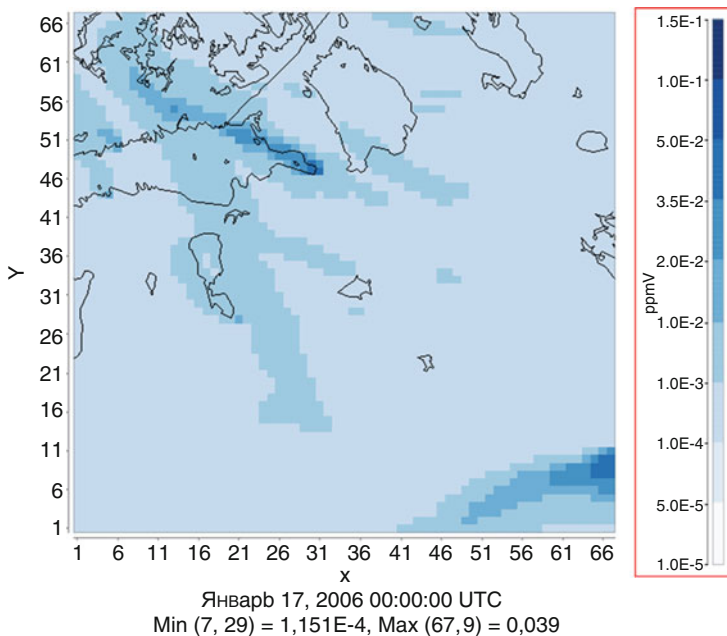 66
61
56
51
46
41
36
31
26
21
16
11
6
1
Y
1 6 11 16 21 26 31 36 41 46 51 56 61 66
x
1.5E-1
1.0E-1
5.0E-2
3.5E-2
2.0E-2
1.0E-2
1.0E-3
1.0E-4
5.0E-5
1.0E-5
ppmV
Январb 17, 2006 00:00:00 UTC
Min (7, 29) = 1,151E-4, Max (67,9) = 0,039